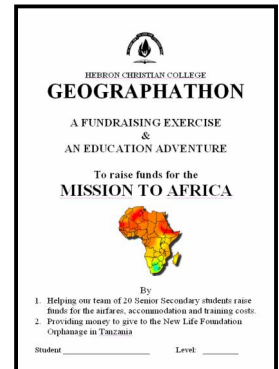 HEBRON CHRISTIAN COLLEGE
GEOGRAPHATHON
A FUNDRAISING EXERCISE
&
AN EDUCATION ADVENTURE
To raise funds for the
MISSION TO AFRICA
By
1. Helping our team of 20 Senior Secondary students raise
funds for the airfares, accommodation and training costs.
2. Providing money to give to the New Life Foundation
Orphanage in Tanzania
Student ____________________ Level: ________